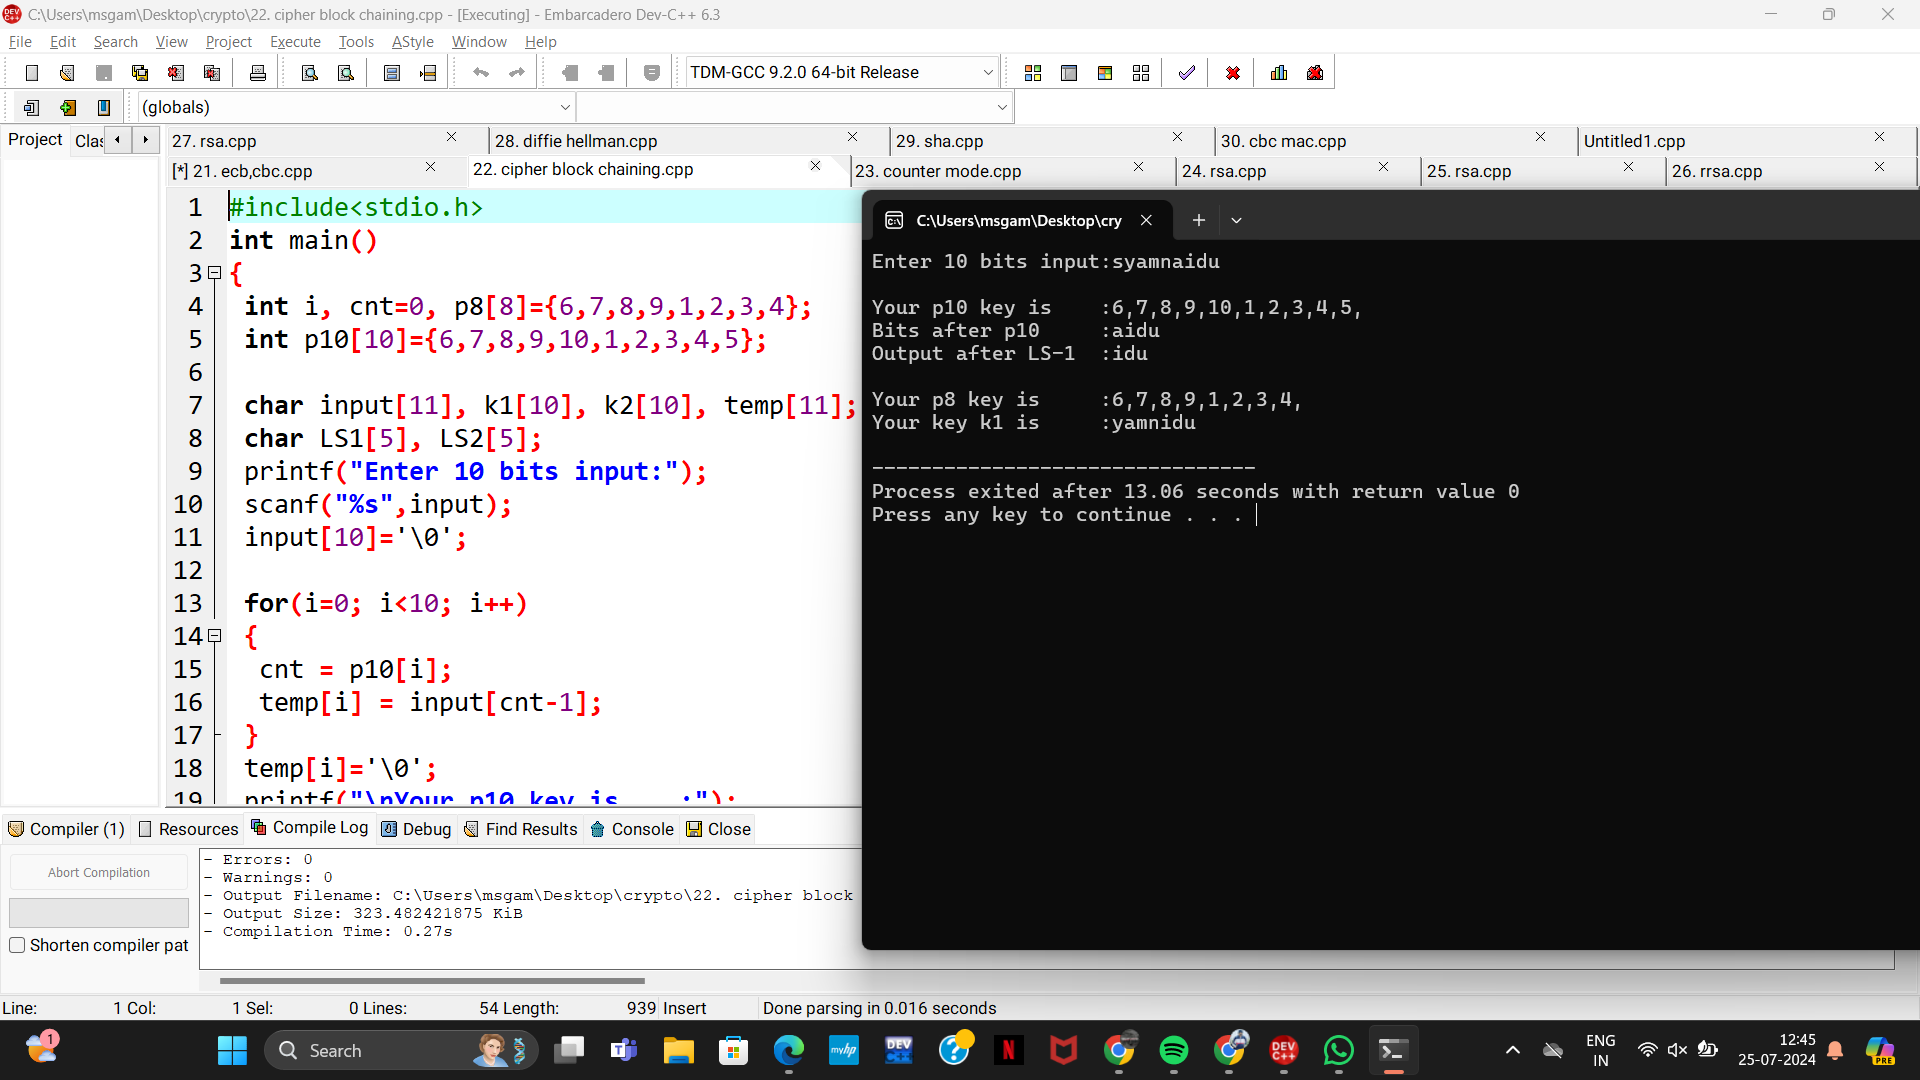 C:\Users\msgam\Desktop\crypto\22. cipher block chaining.cpp - [Executing] - Embarcadero Dev-C++ 6.3
File Edit Search View Project Execute Tools AStyle Window Help
TDM-GCC 9.2.0 64-bit Release
(globals)
Project Clas
27. rsa.cpp 28. diffie hellman.cpp 29. sha.cpp 30. cbc mac.cpp Untitled1.cpp
[*] 21. ecb,cbc.cpp 22. cipher block chaining.cpp 23. counter mode.cpp 24. rsa.cpp 25. rsa.cpp 26. rrsa.cpp
1 #include<stdio.h>
2 int main()
3 {
4 int i, cnt=0, p8[8]={6,7,8,9,1,2,3,4};
5 int p10[10]={6,7,8,9,10,1,2,3,4,5};
6
7 char input[11], k1[10], k2[10], temp[11];
8 char LS1[5], LS2[5];
9 printf("Enter 10 bits input:");
10 scanf("%s",input);
11 input[10]='\0';
12
13 for(i=0; i<10; i++)
14 {
15 cnt = p10[i];
16 temp[i] = input[cnt-1];
17 }
18 temp[i]='\0';
19 printf("\nYour p10 key is    :");
C:\Users\msgam\Desktop\cry
Enter 10 bits input:syamnaidu
Your p10 key is    :6,7,8,9,10,1,2,3,4,5,
Bits after p10     :aidu
Output after LS-1  :idu
Your p8 key is     :6,7,8,9,1,2,3,4,
Your key k1 is     :yamnidu
--------------------------------
Process exited after 13.06 seconds with return value 0
Press any key to continue . . .
Compiler (1) Resources Compile Log Debug Find Results Console Close
Abort Compilation
Shorten compiler pat
- Errors: 0
- Warnings: 0
- Output Filename: C:\Users\msgam\Desktop\crypto\22. cipher block
- Output Size: 323.482421875 KiB
- Compilation Time: 0.27s
Line: 1 Col: 1 Sel: 0 Lines: 54 Length: 939 Insert Done parsing in 0.016 seconds
1
Search
myhp
DEV C++
N
DEV C++
ENG
IN
12:45
25-07-2024
PRE